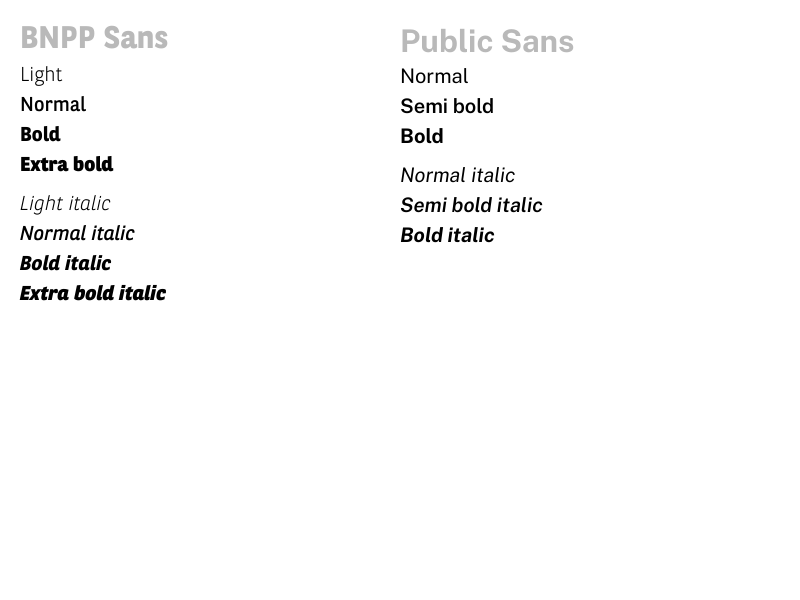 BNPP Sans
Light
Normal
Bold
Extra bold
Light italic
Normal italic
Bold italic
Extra bold italic
Public Sans
Normal
Semi bold
Bold
Normal italic
Semi bold italic
Bold italic